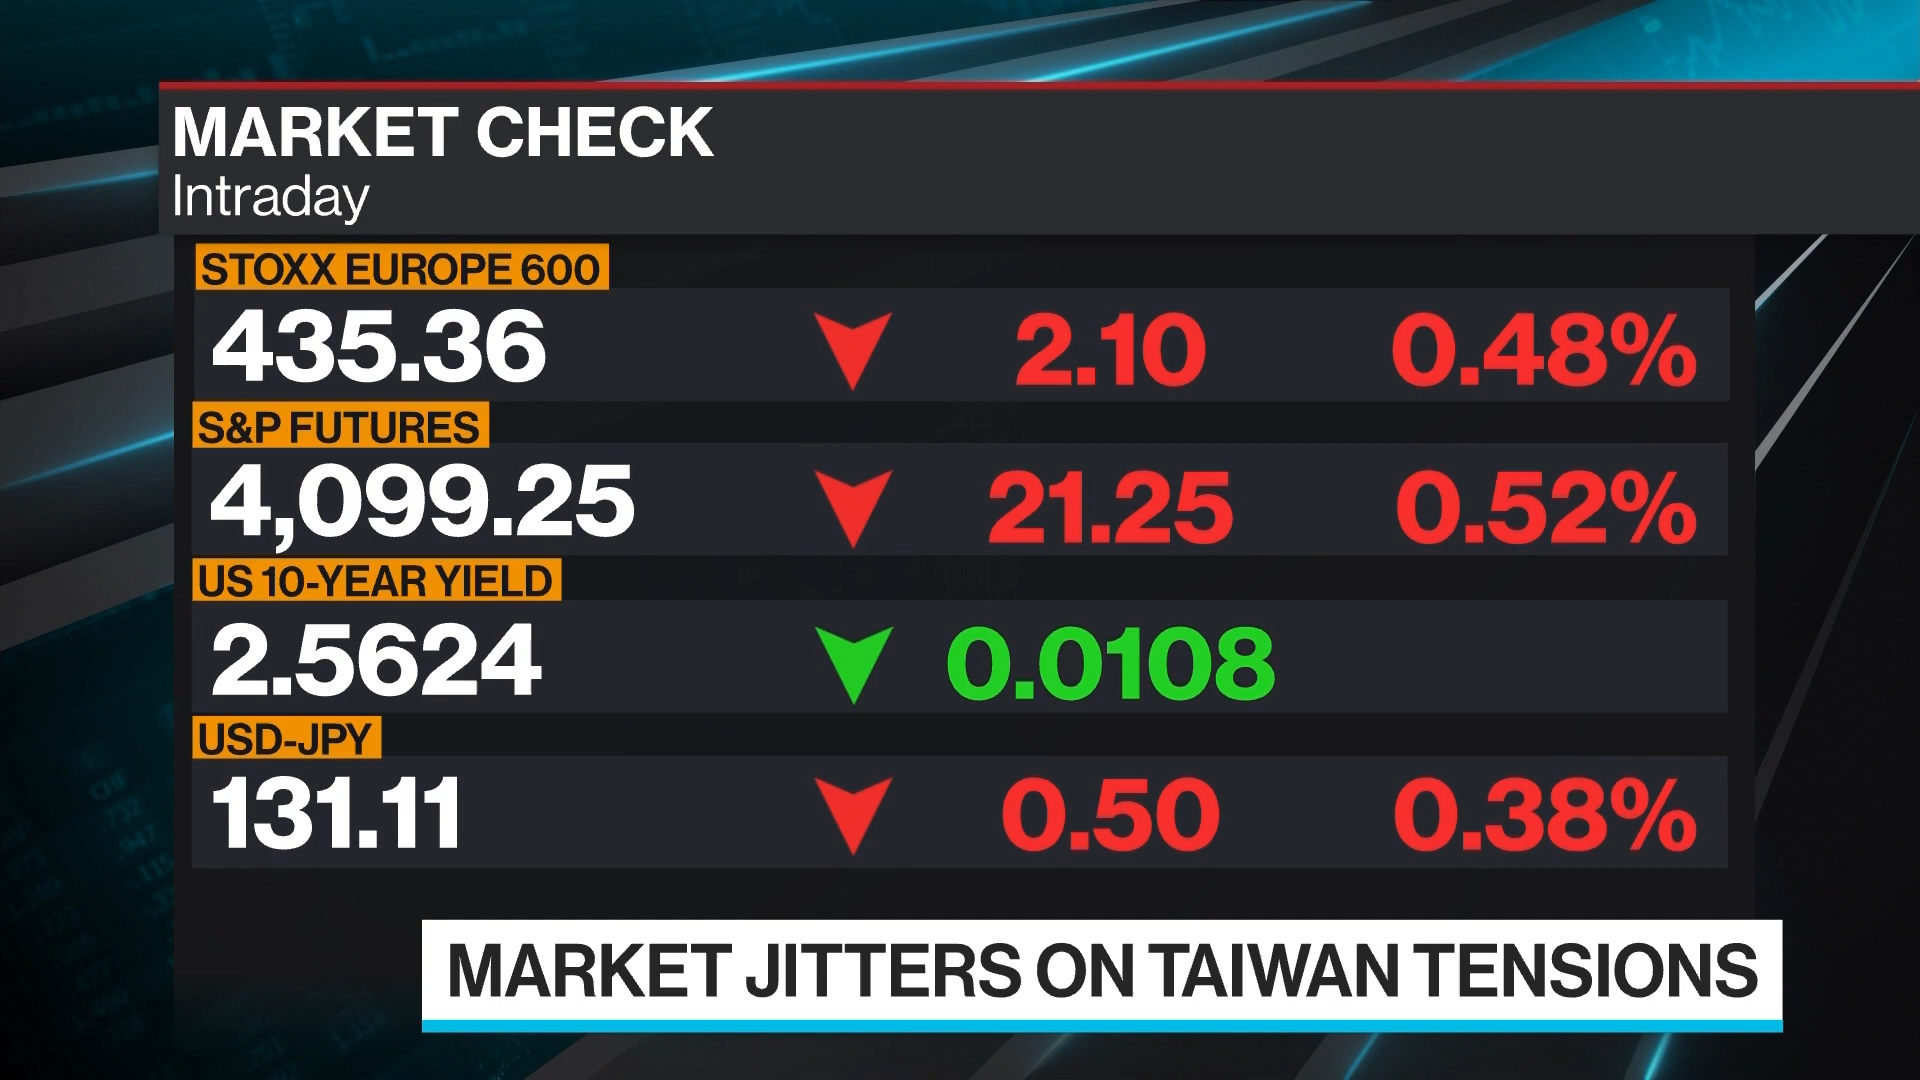 MARKET CHECK
Intraday
STOXX EUROPE 600
435.36 2.10 0.48%
S&P FUTURES
4,099.25 21.25 0.52%
US 10-YEAR YIELD
2.5624 0.0108
USD-JPY
131.11 0.50 0.38%
MARKET JITTERS ON TAIWAN TENSIONS